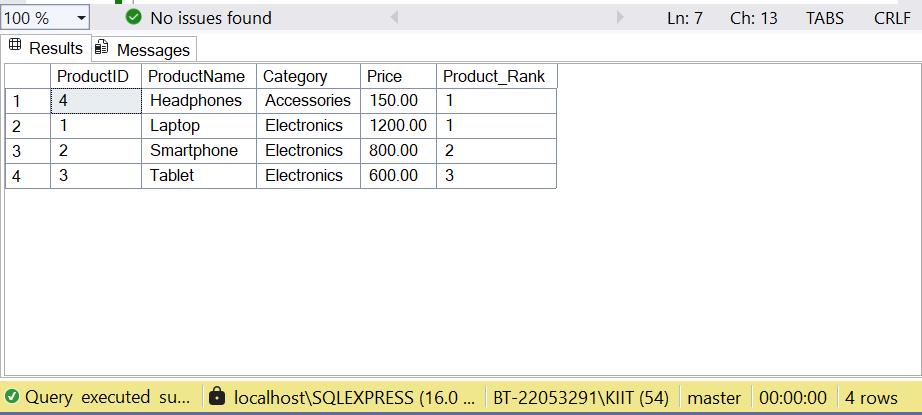 100 % No issues found Ln: 7 Ch: 13 TABS CRLF
Results Messages
ProductID ProductName Category Price Product_Rank
1 4 Headphones Accessories 150.00 1
2 1 Laptop Electronics 1200.00 1
3 2 Smartphone Electronics 800.00 2
4 3 Tablet Electronics 600.00 3
Query executed su... localhost\SQLEXPRESS (16.0 ... BT-22053291\KIIT (54) master 00:00:00 4 rows